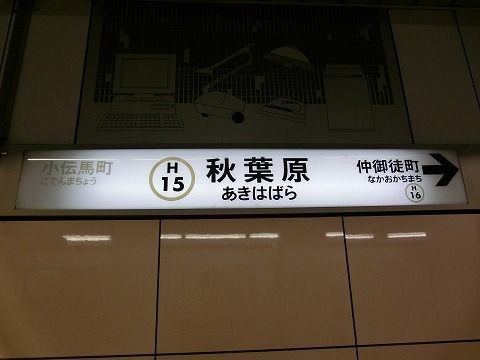 小伝馬町
こでんまちょう
H
15
秋葉原
あきはばら
仲御徒町
なかおかちまち
H
16